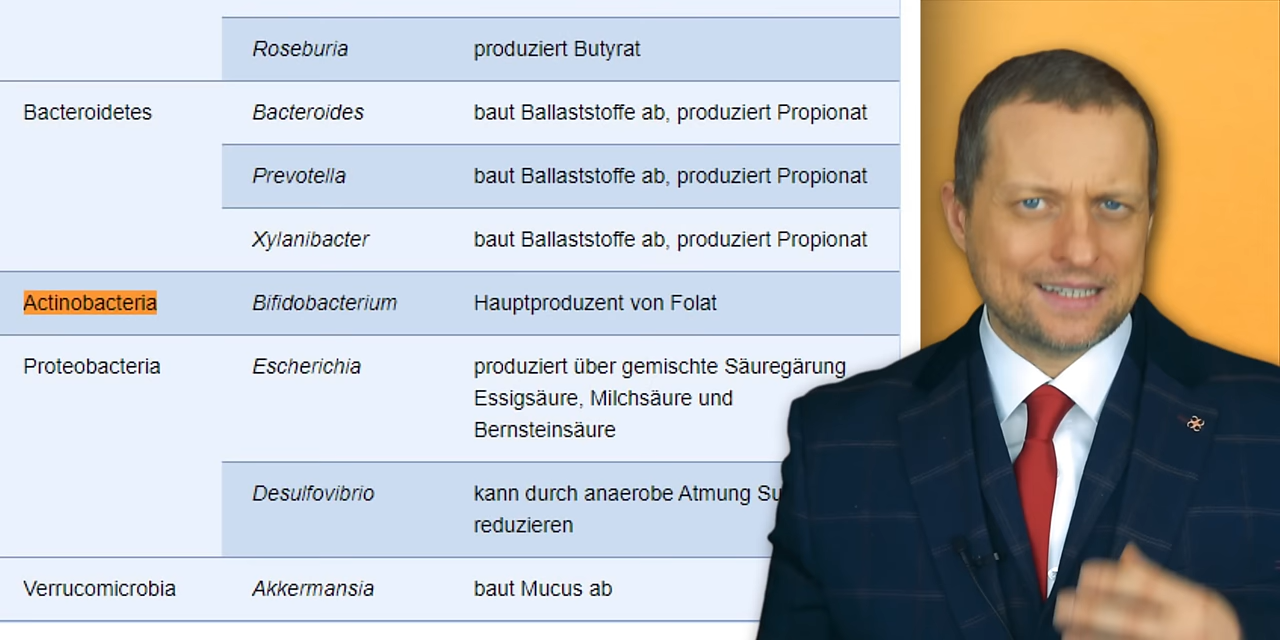 Roseburia produziert Butyrat
Bacteroidetes Bacteroides baut Ballaststoffe ab, produziert Propionat
Prevotella baut Ballaststoffe ab, produziert Propionat
Xylanibacter baut Ballaststoffe ab, produziert Propionat
Actinobacteria Bifidobacterium Hauptproduzent von Folat
Proteobacteria Escherichia produziert über gemischte Säuregärung
Essigsäure, Milchsäure und
Bernsteinsäure
Desulfovibrio kann durch anaerobe Atmung
reduzieren
Verrucomicrobia Akkermansia baut Mucus ab